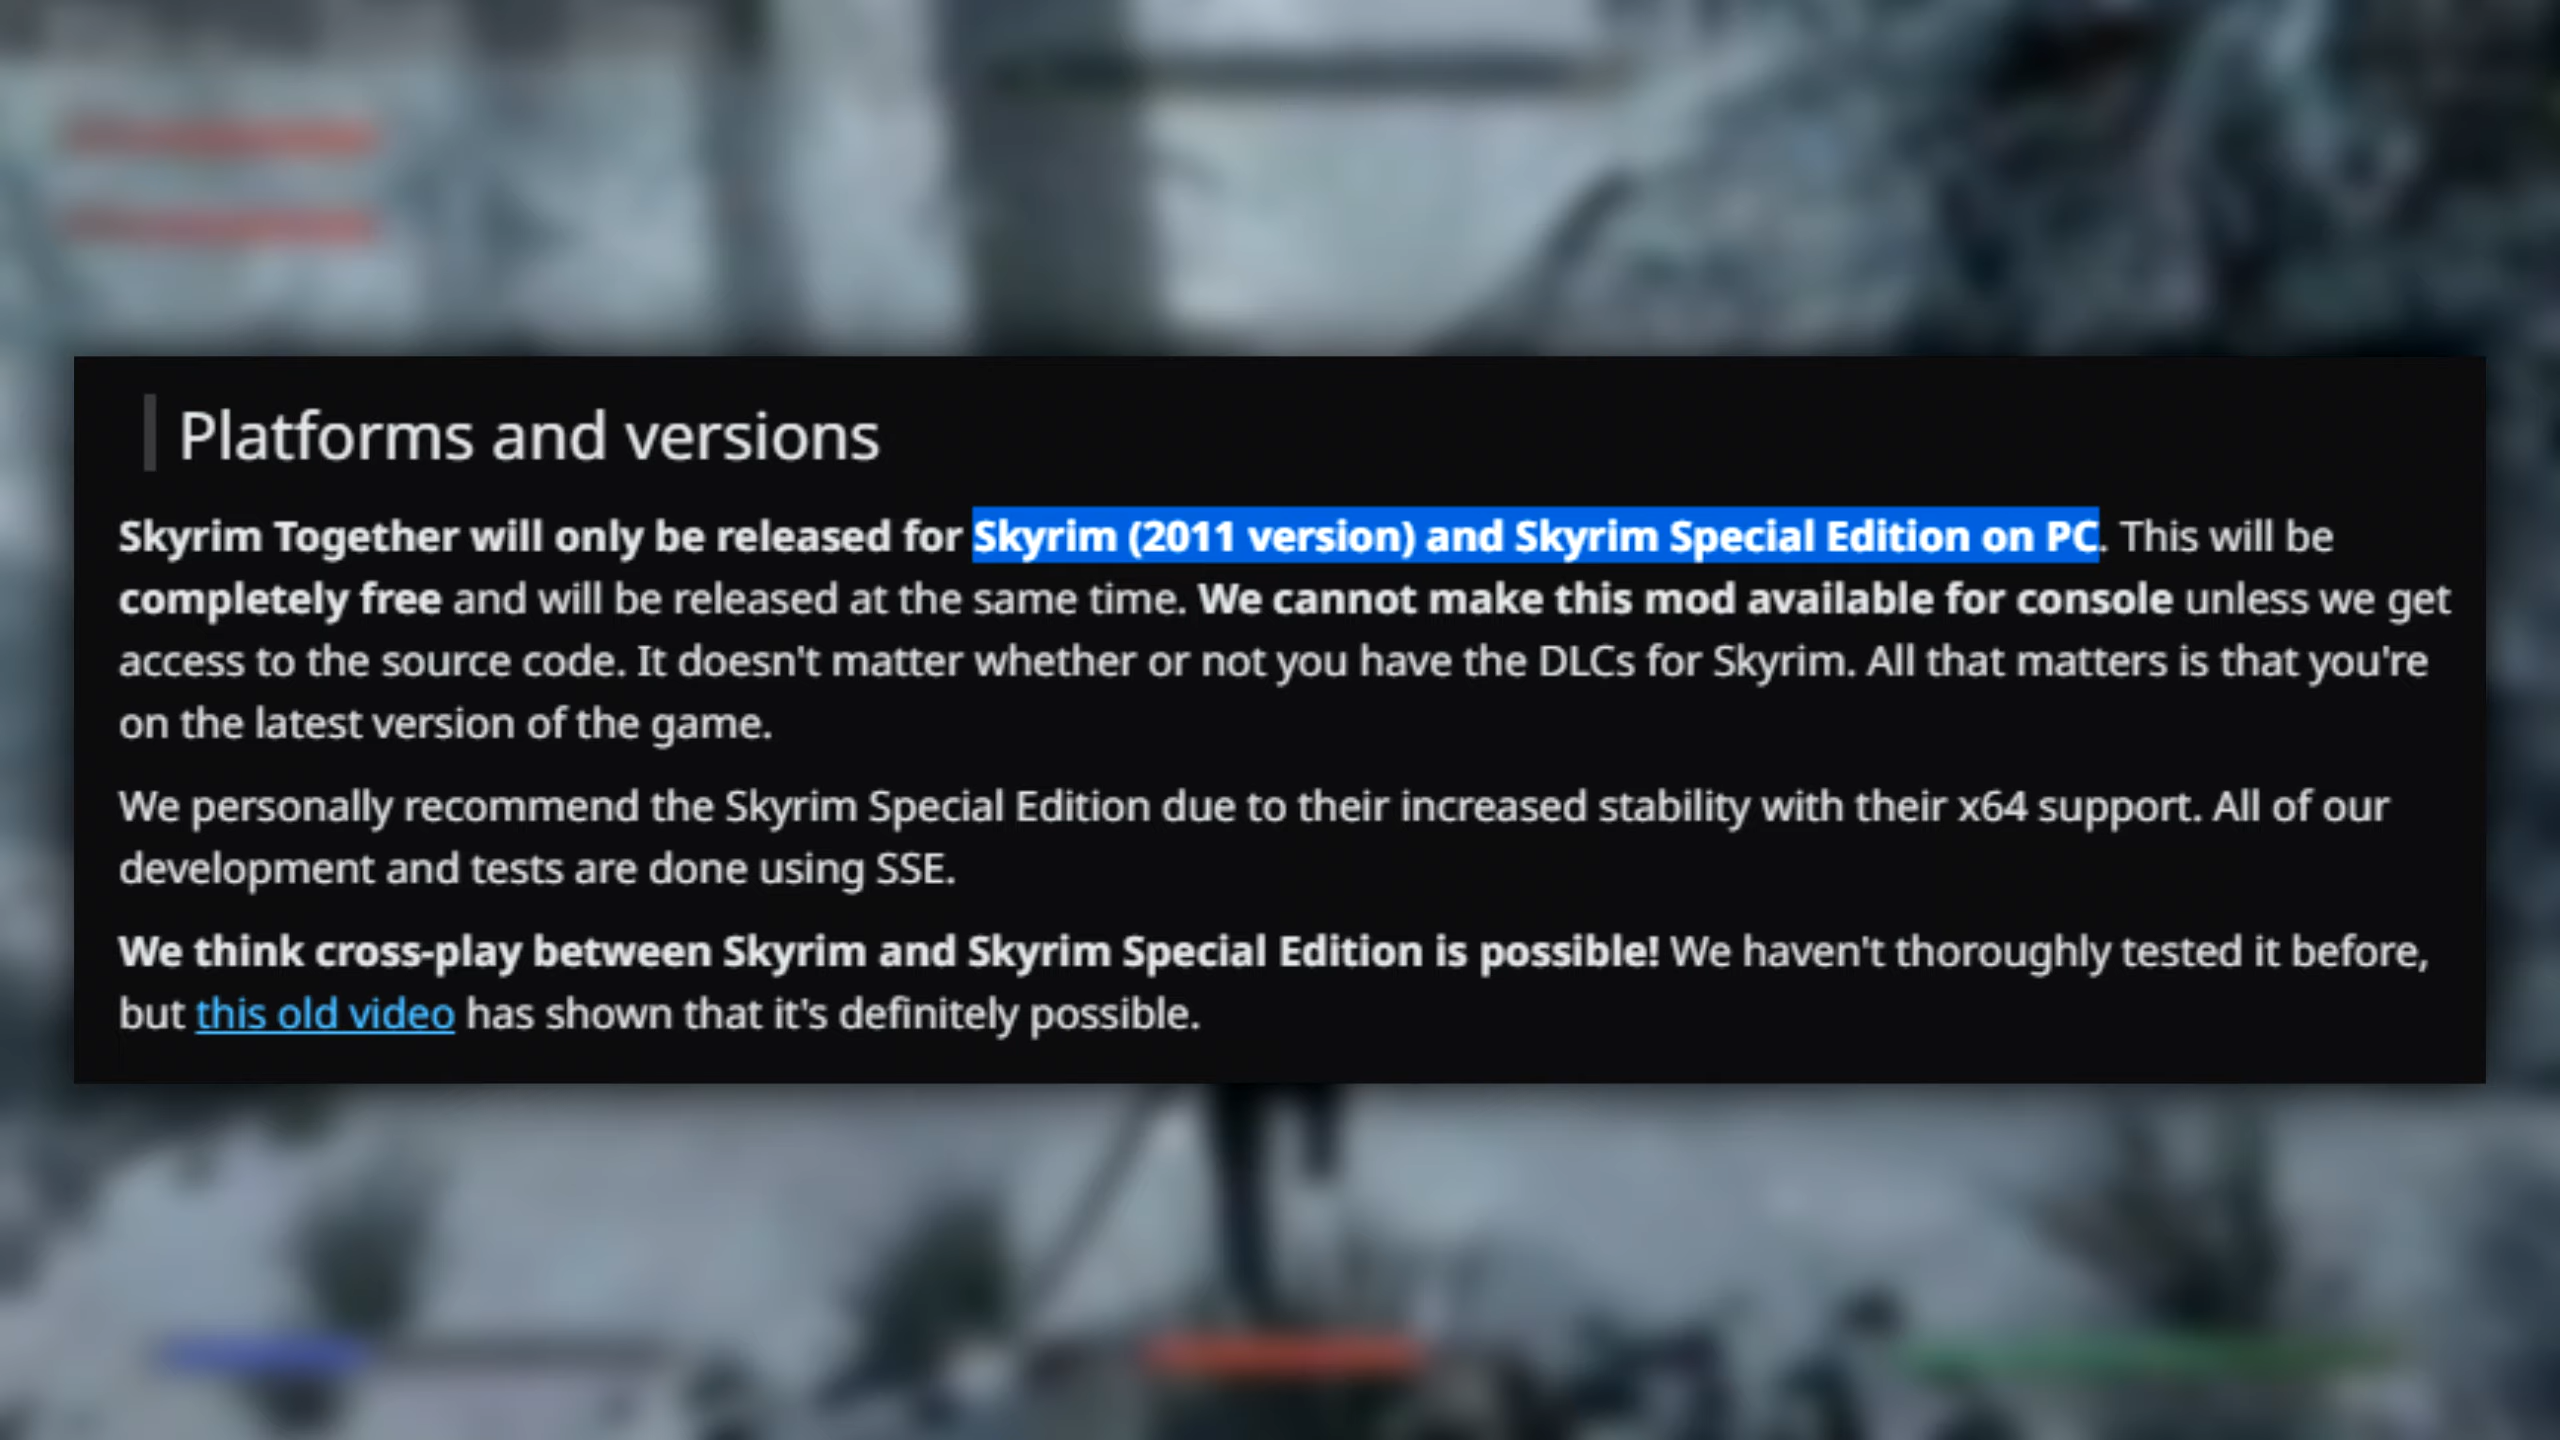 Platforms and versions
Skyrim Together will only be released for Skyrim (2011 version) and Skyrim Special Edition on PC. This will be
completely free and will be released at the same time. We cannot make this mod available for console unless we get
access to the source code. It doesn't matter whether or not you have the DLCs for Skyrim. All that matters is that you're
on the latest version of the game.
We personally recommend the Skyrim Special Edition due to their increased stability with their x64 support. All of our
development and tests are done using SSE.
We think cross-play between Skyrim and Skyrim Special Edition is possible! We haven't thoroughly tested it before,
but this old video has shown that it's definitely possible.